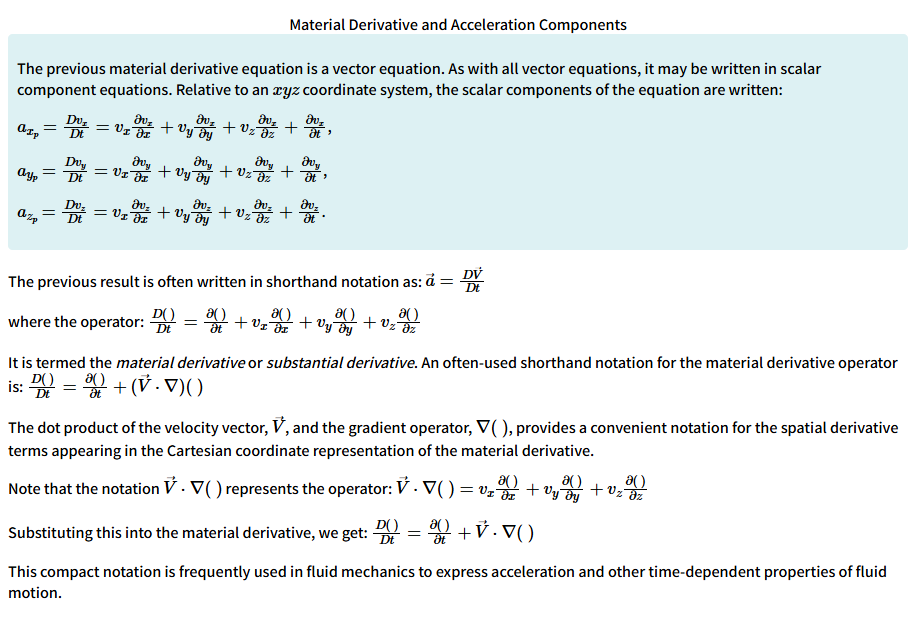 Material Derivative and Acceleration Components
The previous material derivative equation is a vector equation. As with all vector equations, it may be written in scalar
component equations. Relative to an $xyz$ coordinate system, the scalar components of the equation are written:
$a_{x_p} = \frac{Dv_x}{Dt} = v_x \frac{\partial v_x}{\partial x} + v_y \frac{\partial v_x}{\partial y} + v_z \frac{\partial v_x}{\partial z} + \frac{\partial v_x}{\partial t},$
$a_{y_p} = \frac{Dv_y}{Dt} = v_x \frac{\partial v_y}{\partial x} + v_y \frac{\partial v_y}{\partial y} + v_z \frac{\partial v_y}{\partial z} + \frac{\partial v_y}{\partial t},$
$a_{z_p} = \frac{Dv_z}{Dt} = v_x \frac{\partial v_z}{\partial x} + v_y \frac{\partial v_z}{\partial y} + v_z \frac{\partial v_z}{\partial z} + \frac{\partial v_z}{\partial t}.$
The previous result is often written in shorthand notation as: $\vec{a} = \frac{D\vec{V}}{Dt}$
where the operator: $\frac{D()}{Dt} = \frac{\partial()}{\partial t} + v_x \frac{\partial()}{\partial x} + v_y \frac{\partial()}{\partial y} + v_z \frac{\partial()}{\partial z}$
It is termed the material derivative or substantial derivative. An often-used shorthand notation for the material derivative operator
is: $\frac{D()}{Dt} = \frac{\partial()}{\partial t} + (\vec{V} \cdot \nabla)()$
The dot product of the velocity vector, $\vec{V}$, and the gradient operator, $\nabla()$, provides a convenient notation for the spatial derivative
terms appearing in the Cartesian coordinate representation of the material derivative.
Note that the notation $\vec{V} \cdot \nabla()$ represents the operator: $\vec{V} \cdot \nabla() = v_x \frac{\partial()}{\partial x} + v_y \frac{\partial()}{\partial y} + v_z \frac{\partial()}{\partial z}$
Substituting this into the material derivative, we get: $\frac{D()}{Dt} = \frac{\partial()}{\partial t} + \vec{V} \cdot \nabla()$
This compact notation is frequently used in fluid mechanics to express acceleration and other time-dependent properties of fluid
motion.